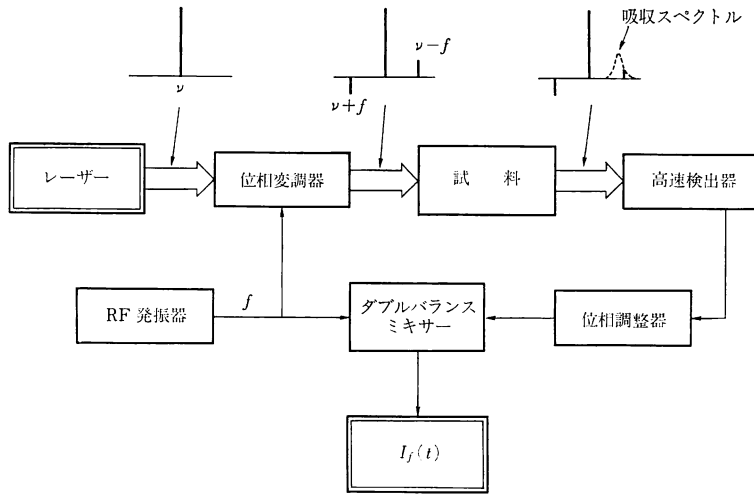 吸収スペクトル
ν−f
ν
ν+f
レーザー
位相変調器
試　料
高速検出器
f
RF 発振器
ダブルバランス
ミキサー
位相調整器
I_f(t)